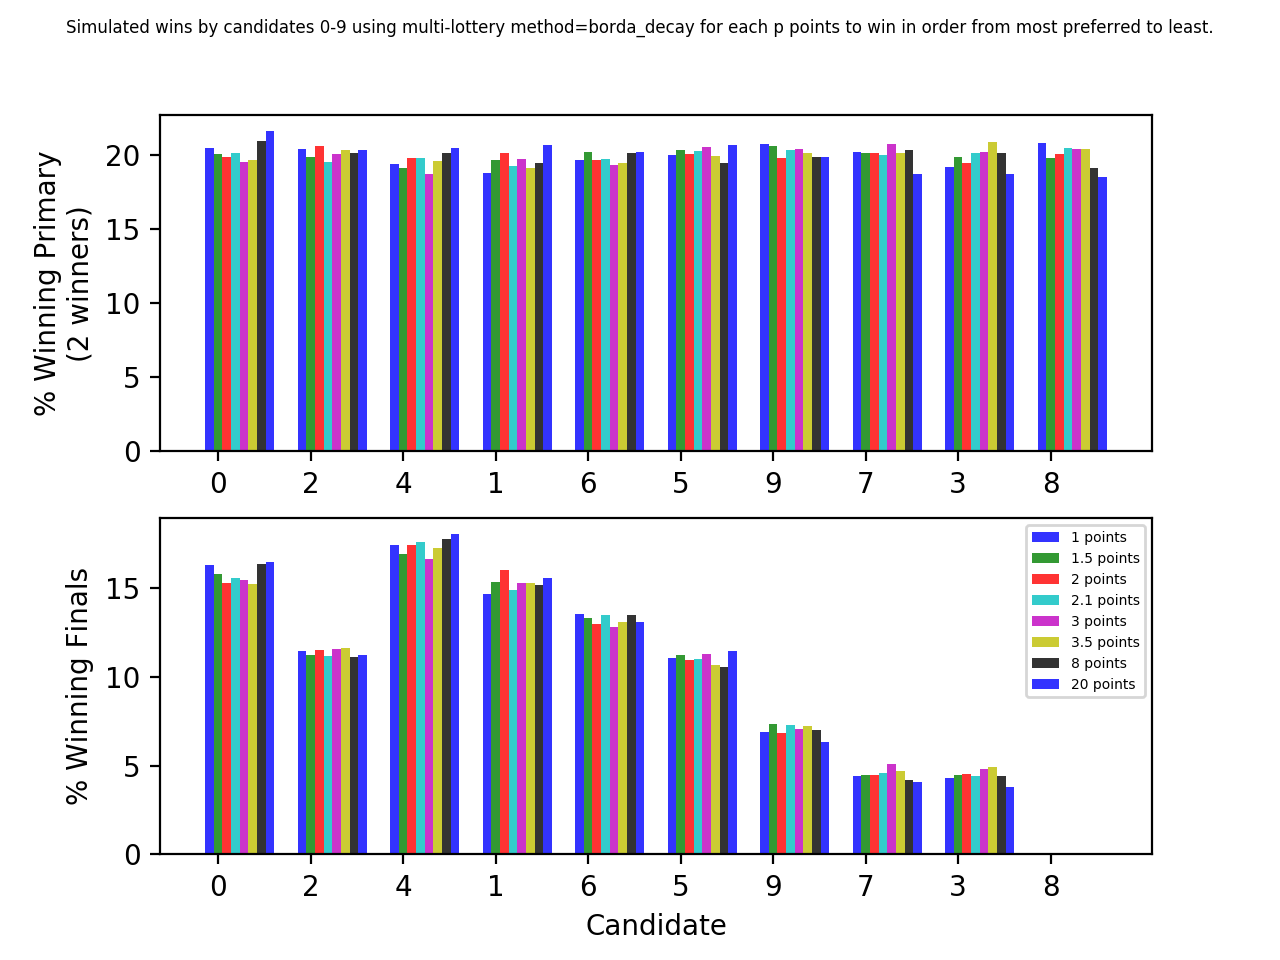 Simulated wins by candidates 0-9 using multi-lottery method=borda_decay for each p points to win in order from most preferred to least.
% Winning Primary
(2 winners)
20
15
10
5
0
0 2 4 1 6 5 9 7 3 8
% Winning Finals
15
10
5
0
1 points
1.5 points
2 points
2.1 points
3 points
3.5 points
8 points
20 points
0 2 4 1 6 5 9 7 3 8
Candidate